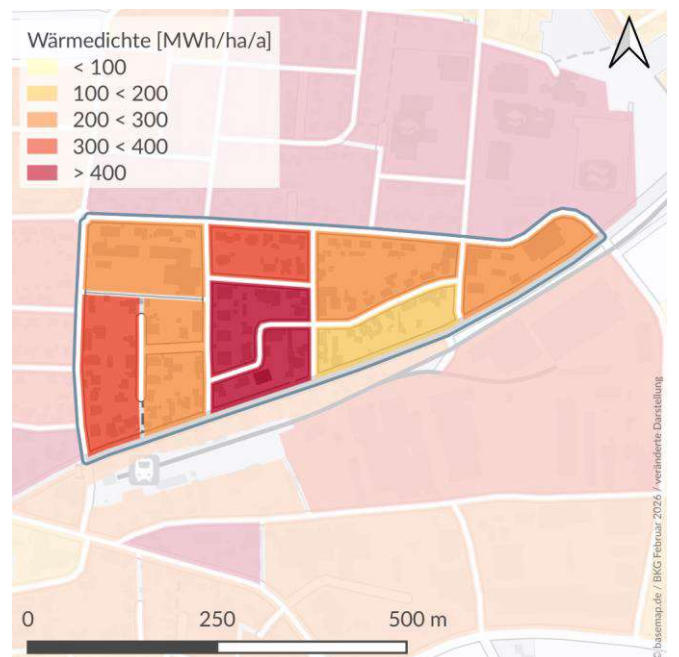 Wärmedichte [MWh/ha/a]
< 100
100 < 200
200 < 300
300 < 400
> 400
0 250 500 m
© basemap.de / BKG Februar 2026 / veränderte Darstellung